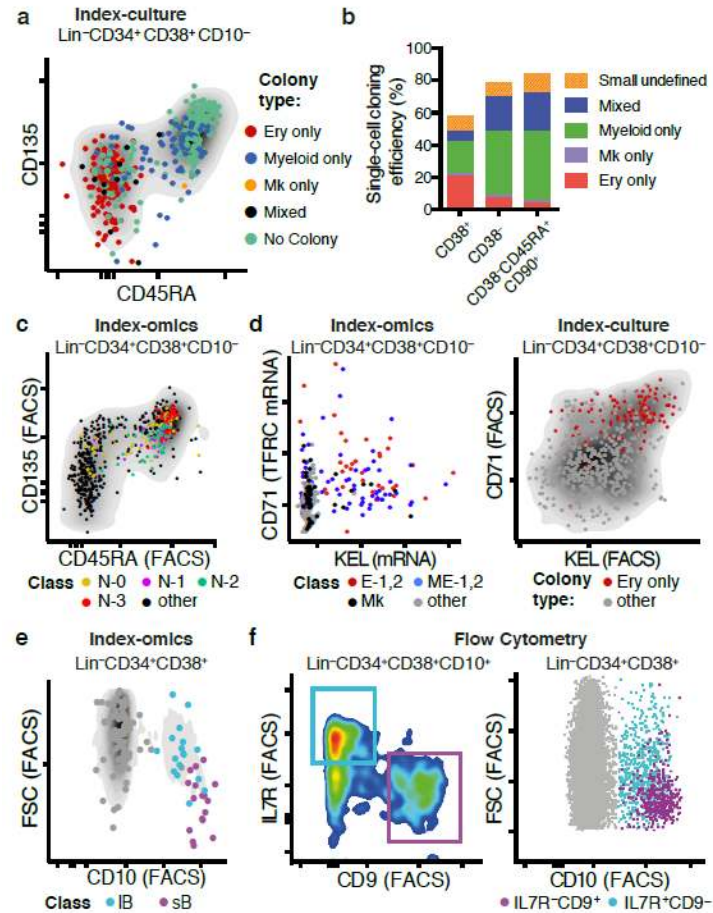 a
Index-culture
Lin⁻CD34⁺CD38⁺CD10⁻
CD135
CD45RA
Colony
type:
Ery only
Myeloid only
Mk only
Mixed
No Colony
b
Single-cell cloning
efficiency (%)
100
80
60
40
20
0
CD38⁺
CD38⁻
CD38⁻CD45RA⁺
CD90⁺
Small undefined
Mixed
Myeloid only
Mk only
Ery only
c
Index-omics
Lin⁻CD34⁺CD38⁺CD10⁻
CD135 (FACS)
CD45RA (FACS)
Class N-0 N-1 N-2
N-3 other
d
Index-omics
Lin⁻CD34⁺CD38⁺CD10⁻
CD71 (TFRC mRNA)
KEL (mRNA)
Class E-1,2 ME-1,2
Mk other
Index-culture
Lin⁻CD34⁺CD38⁺CD10⁻
CD71 (FACS)
KEL (FACS)
Colony Ery only
type: other
e
Index-omics
Lin⁻CD34⁺CD38⁺
FSC (FACS)
CD10 (FACS)
Class lB sB
f
Flow Cytometry
Lin⁻CD34⁺CD38⁺CD10⁺
IL7R (FACS)
CD9 (FACS)
Lin⁻CD34⁺CD38⁺
FSC (FACS)
CD10 (FACS)
IL7R⁻CD9⁺ IL7R⁺CD9⁻